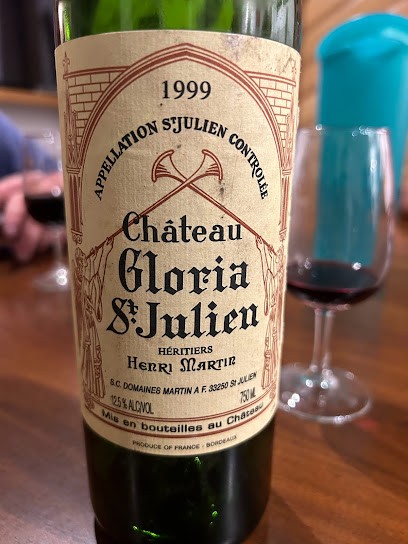 1999
APPELLATION ST JULIEN CONTROLÉE
Château
Gloria
St. Julien
HÉRITIERS
HENRI MARTIN
S.C. DOMAINES MARTIN A F. 33250 St JULIEN
12.5% ALC/VOL 750 ML
Mis en bouteilles au Château
PRODUCE OF FRANCE - BORDEAUX